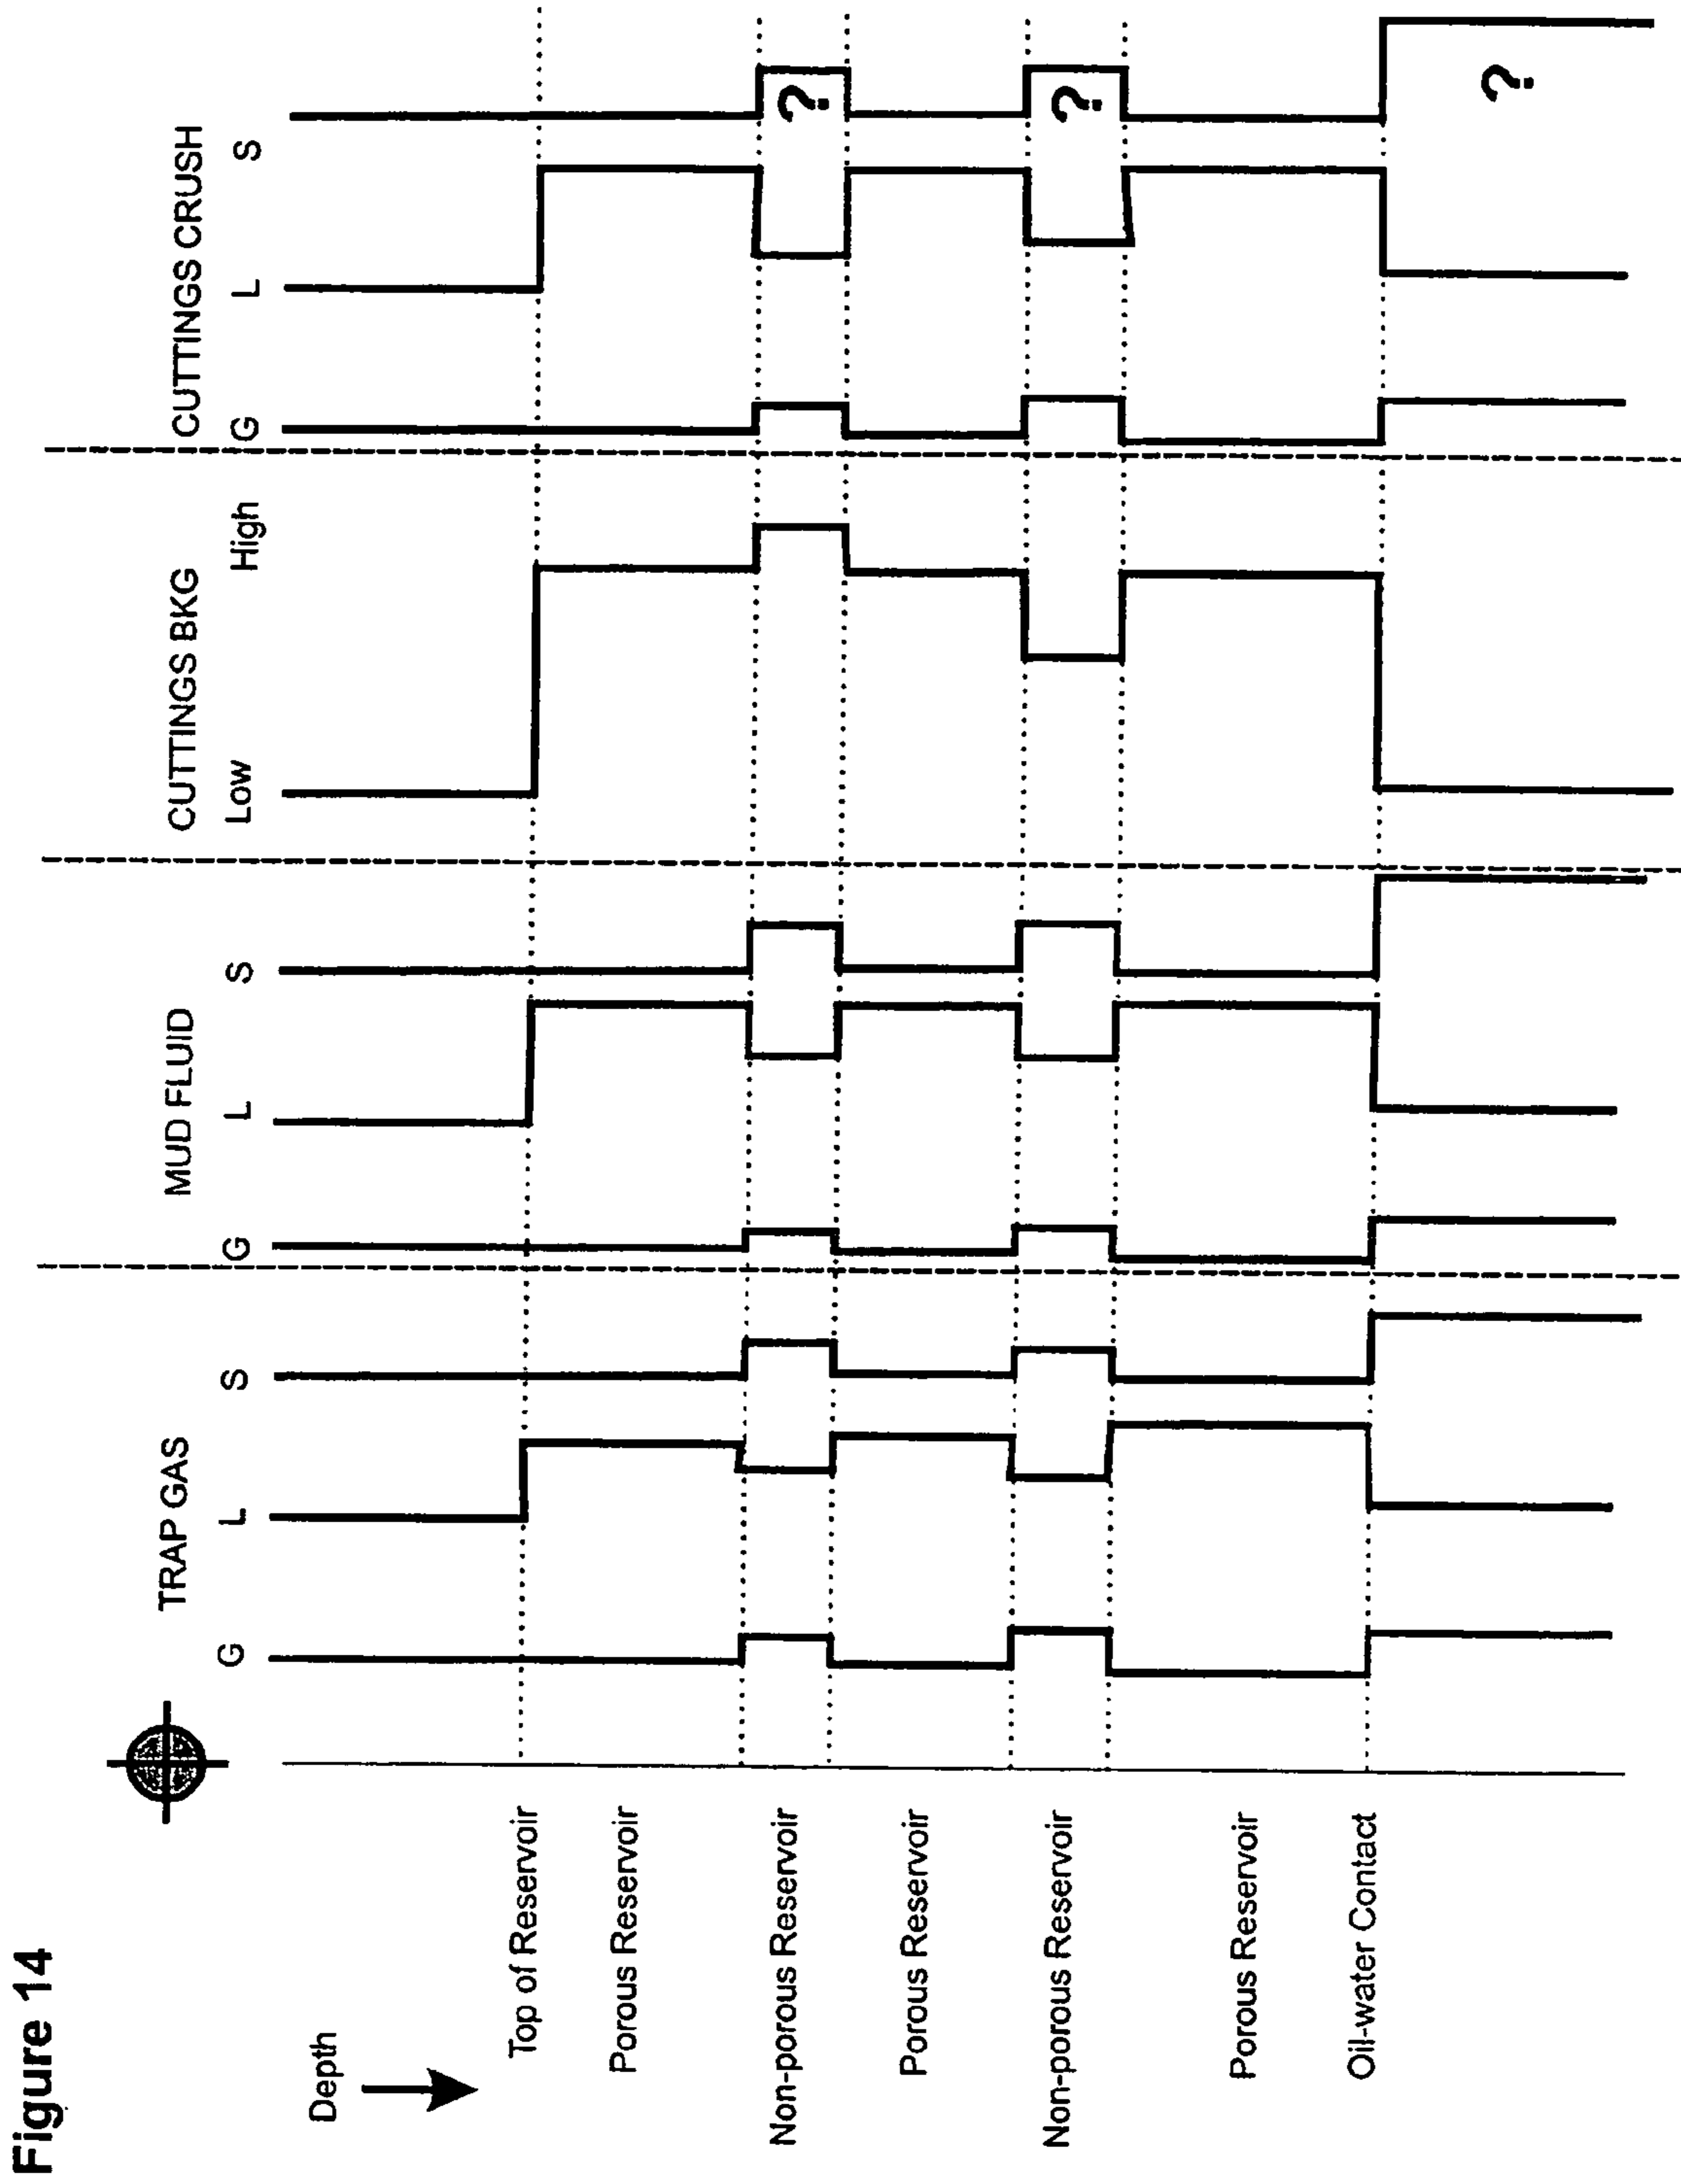 Figure 14
TRAP GAS
MUD FLUID
CUTTINGS BKG
CUTTINGS CRUSH
G L S
G L S
Low High
G L S
Depth
Top of Reservoir
Porous Reservoir
Non-porous Reservoir
?
Porous Reservoir
Non-porous Reservoir
?
Porous Reservoir
Oil-water Contact
?